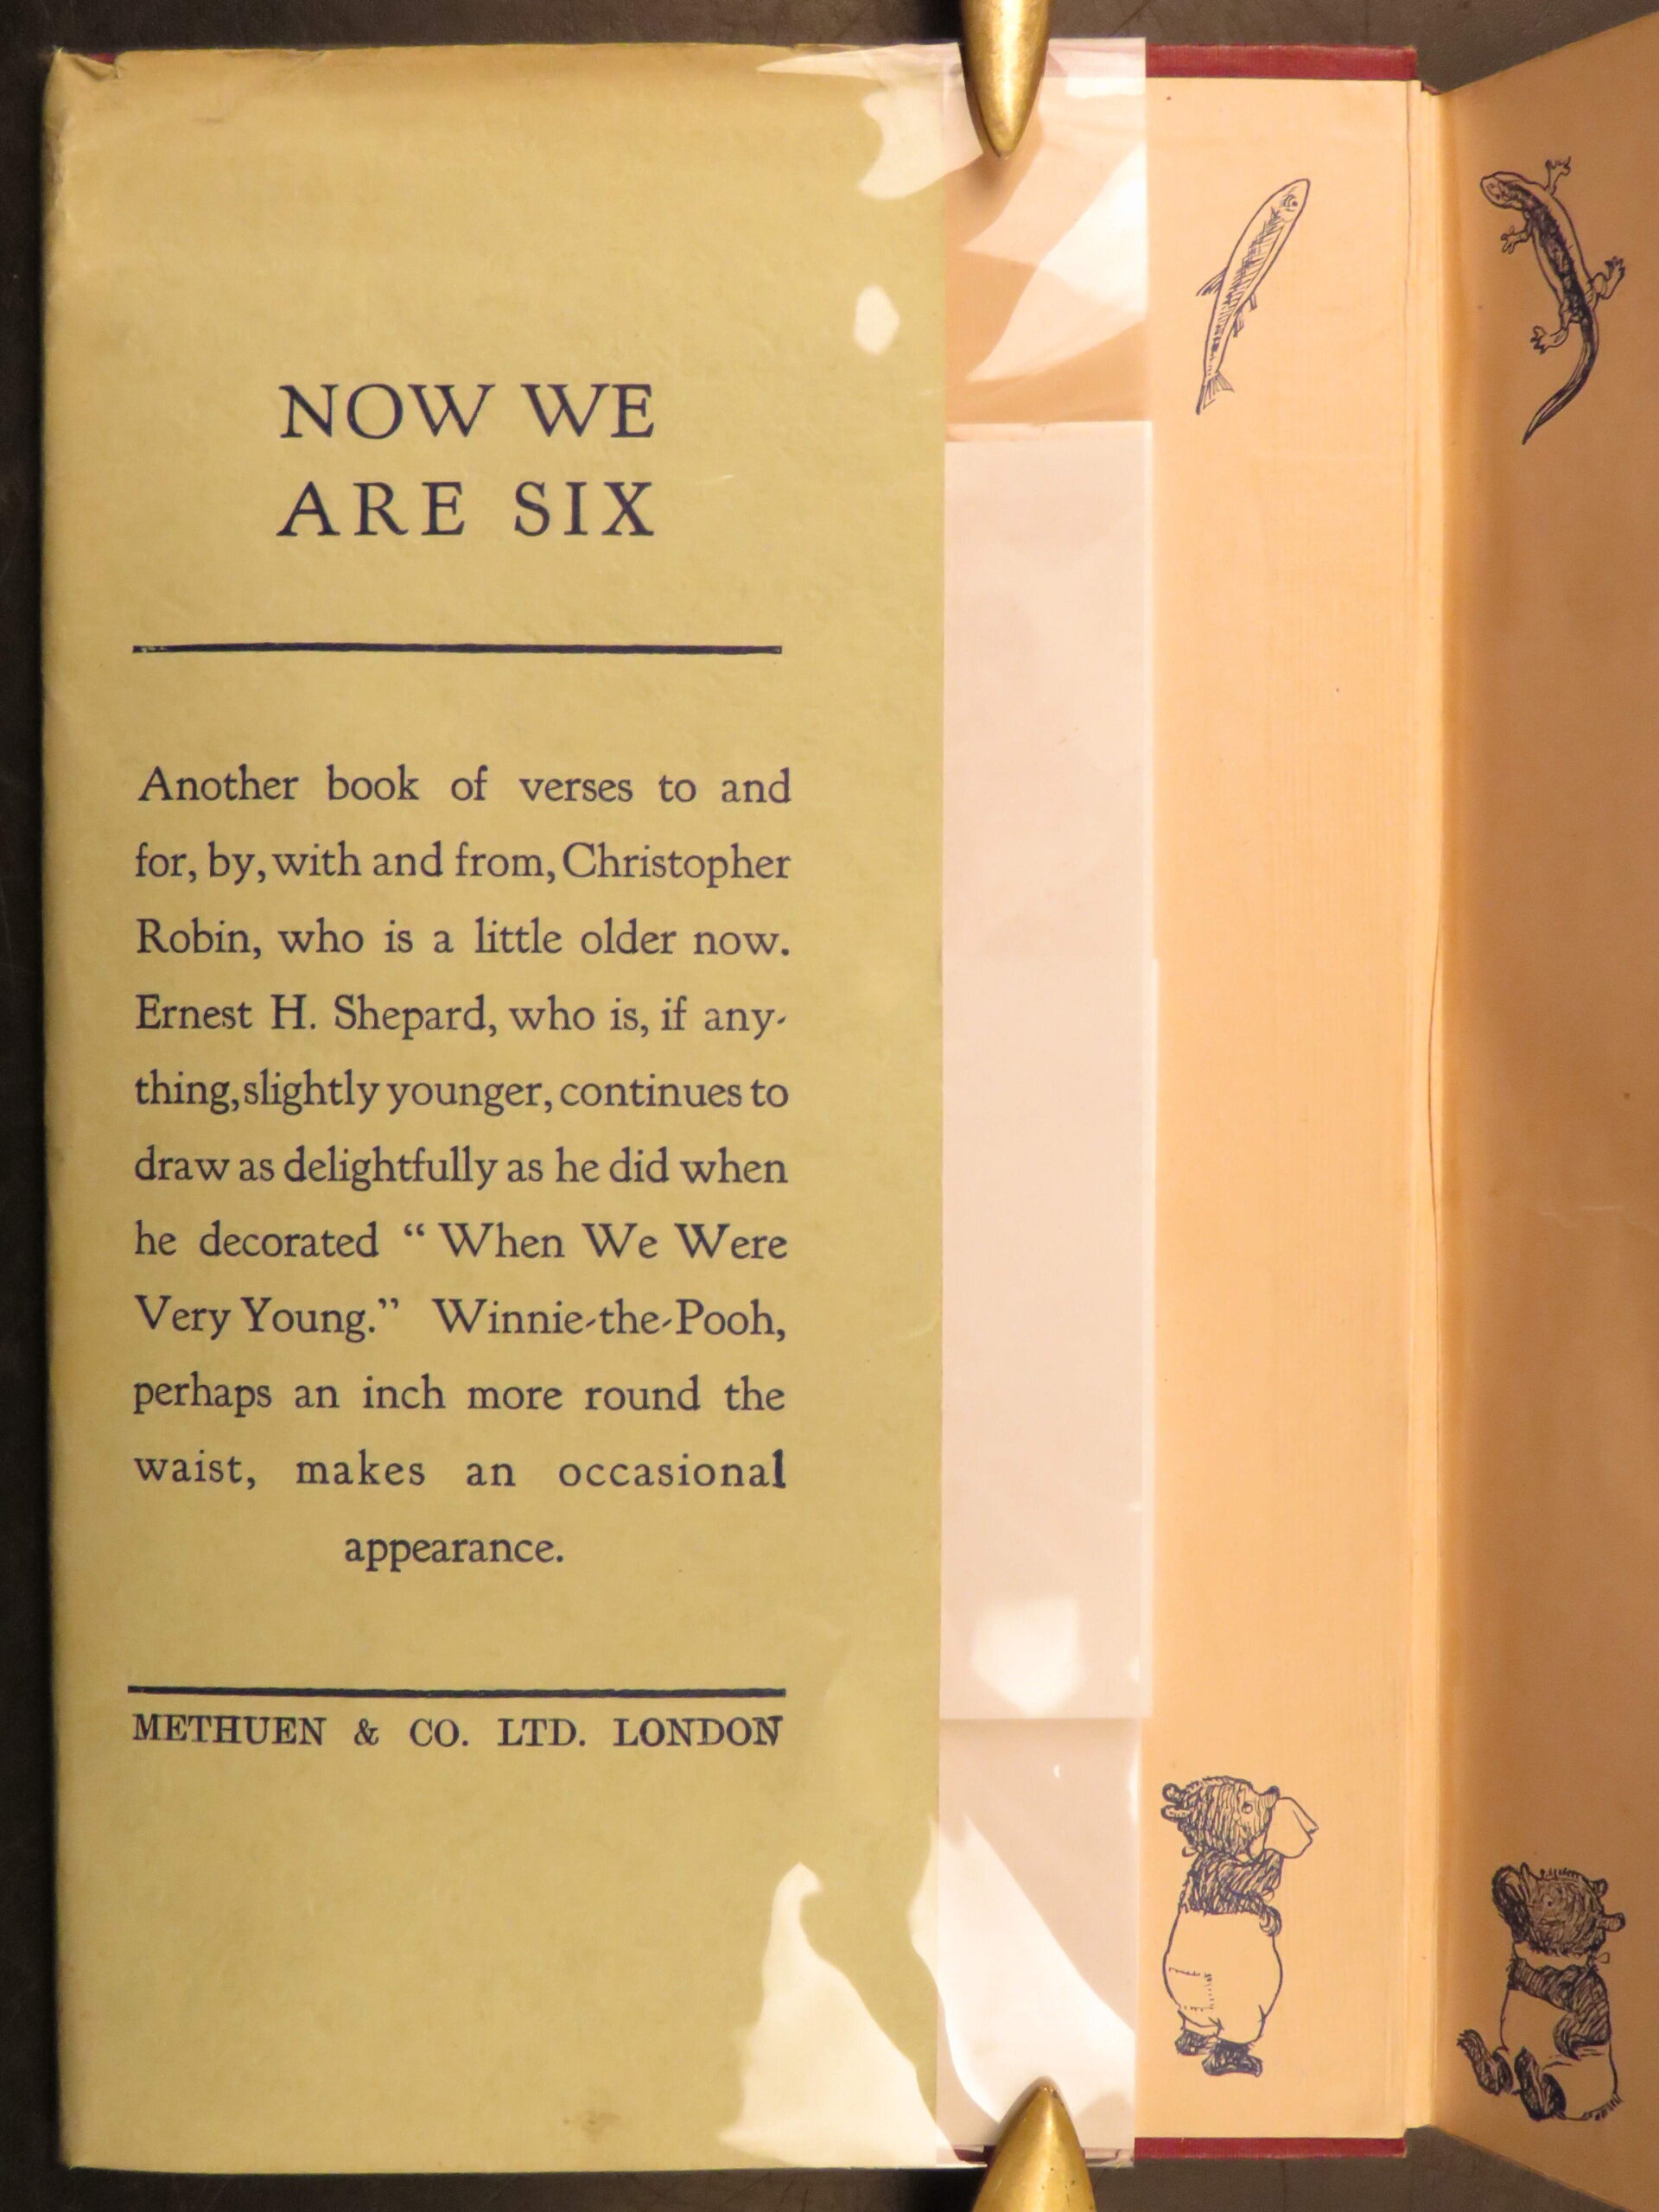 NOW WE
ARE SIX
Another book of verses to and
for, by, with and from, Christopher
Robin, who is a little older now.
Ernest H. Shepard, who is, if any-
thing, slightly younger, continues to
draw as delightfully as he did when
he decorated “ When We Were
Very Young.” Winnie-the-Pooh,
perhaps an inch more round the
waist, makes an occasional
appearance.
METHUEN & CO. LTD. LONDON